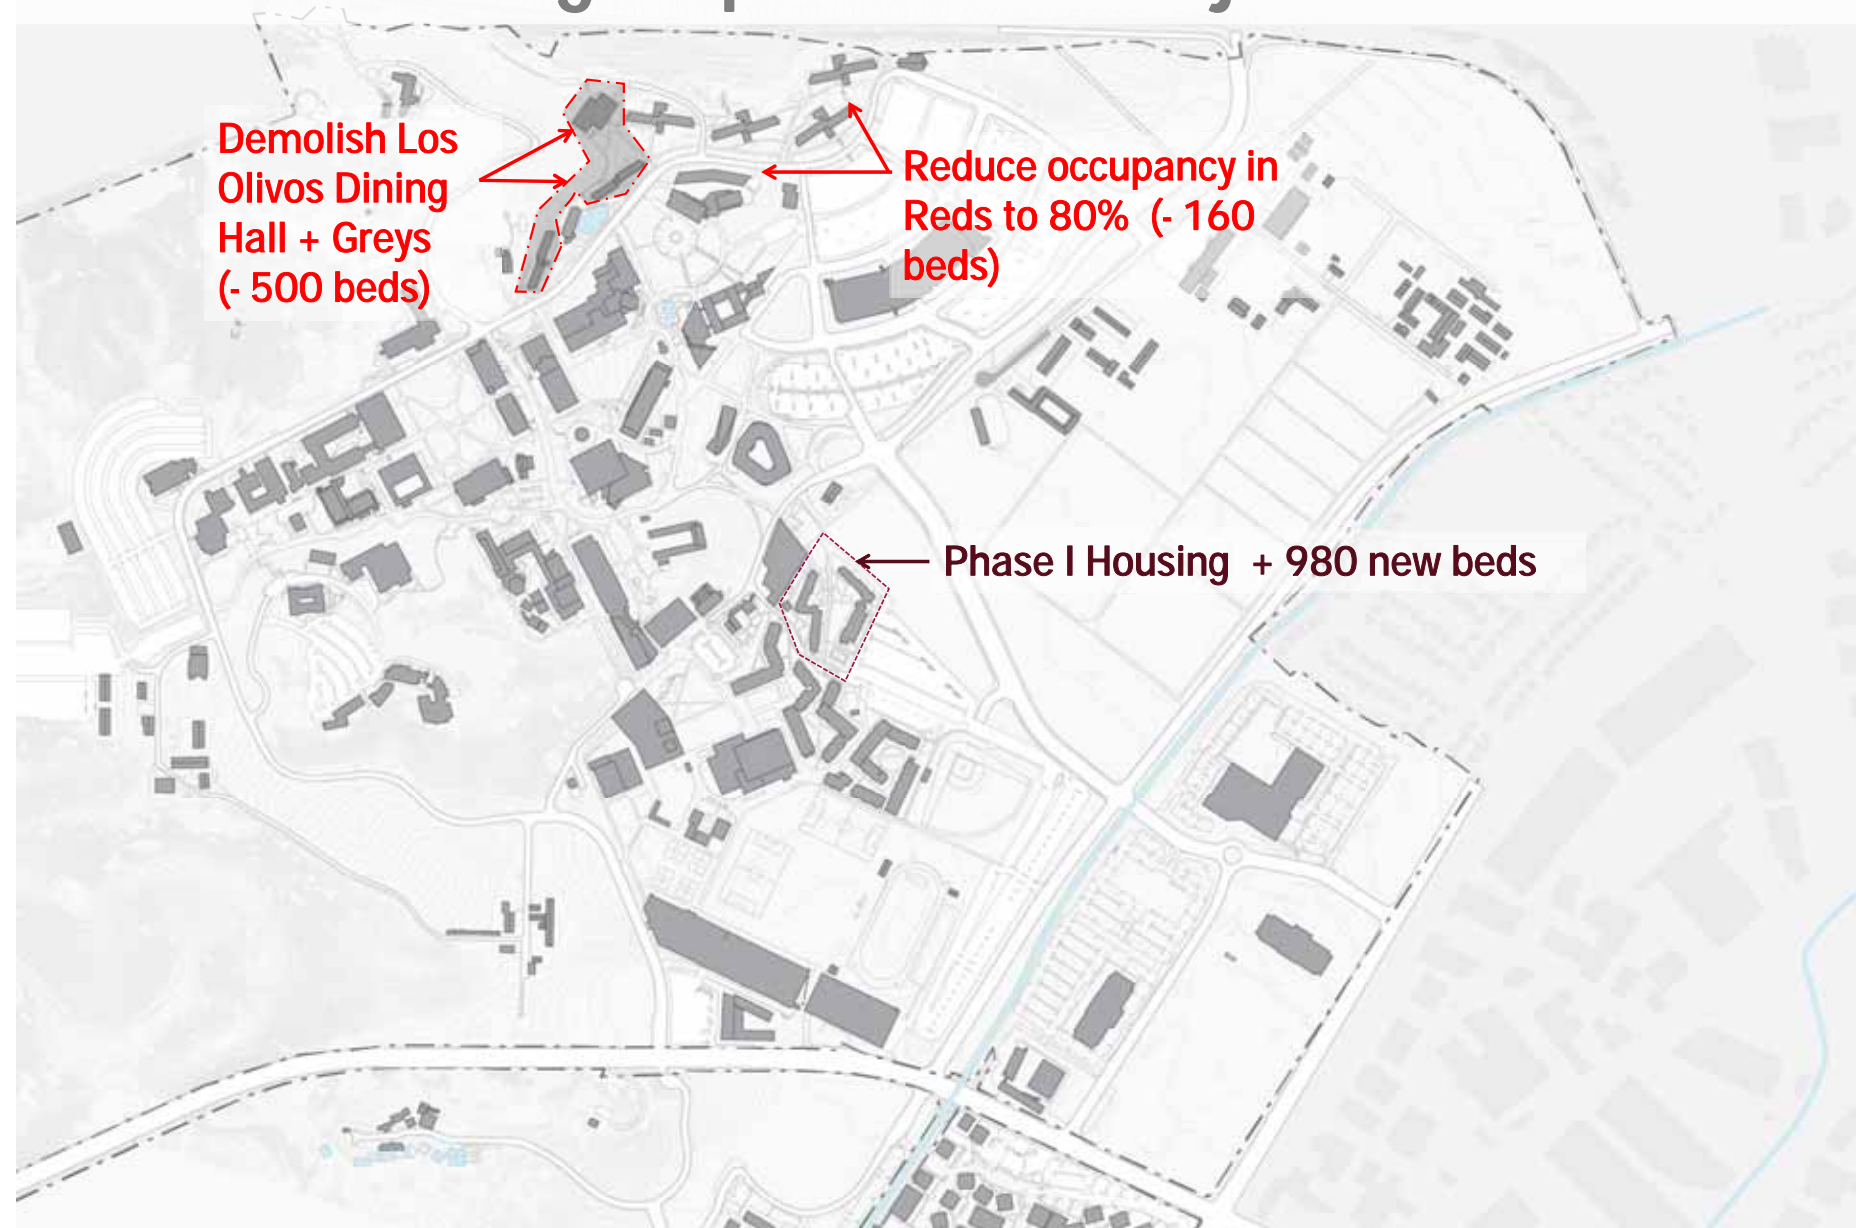 Demolish Los
Olivos Dining
Hall + Greys
(- 500 beds)
Reduce occupancy in
Reds to 80% (- 160
beds)
Phase I Housing + 980 new beds